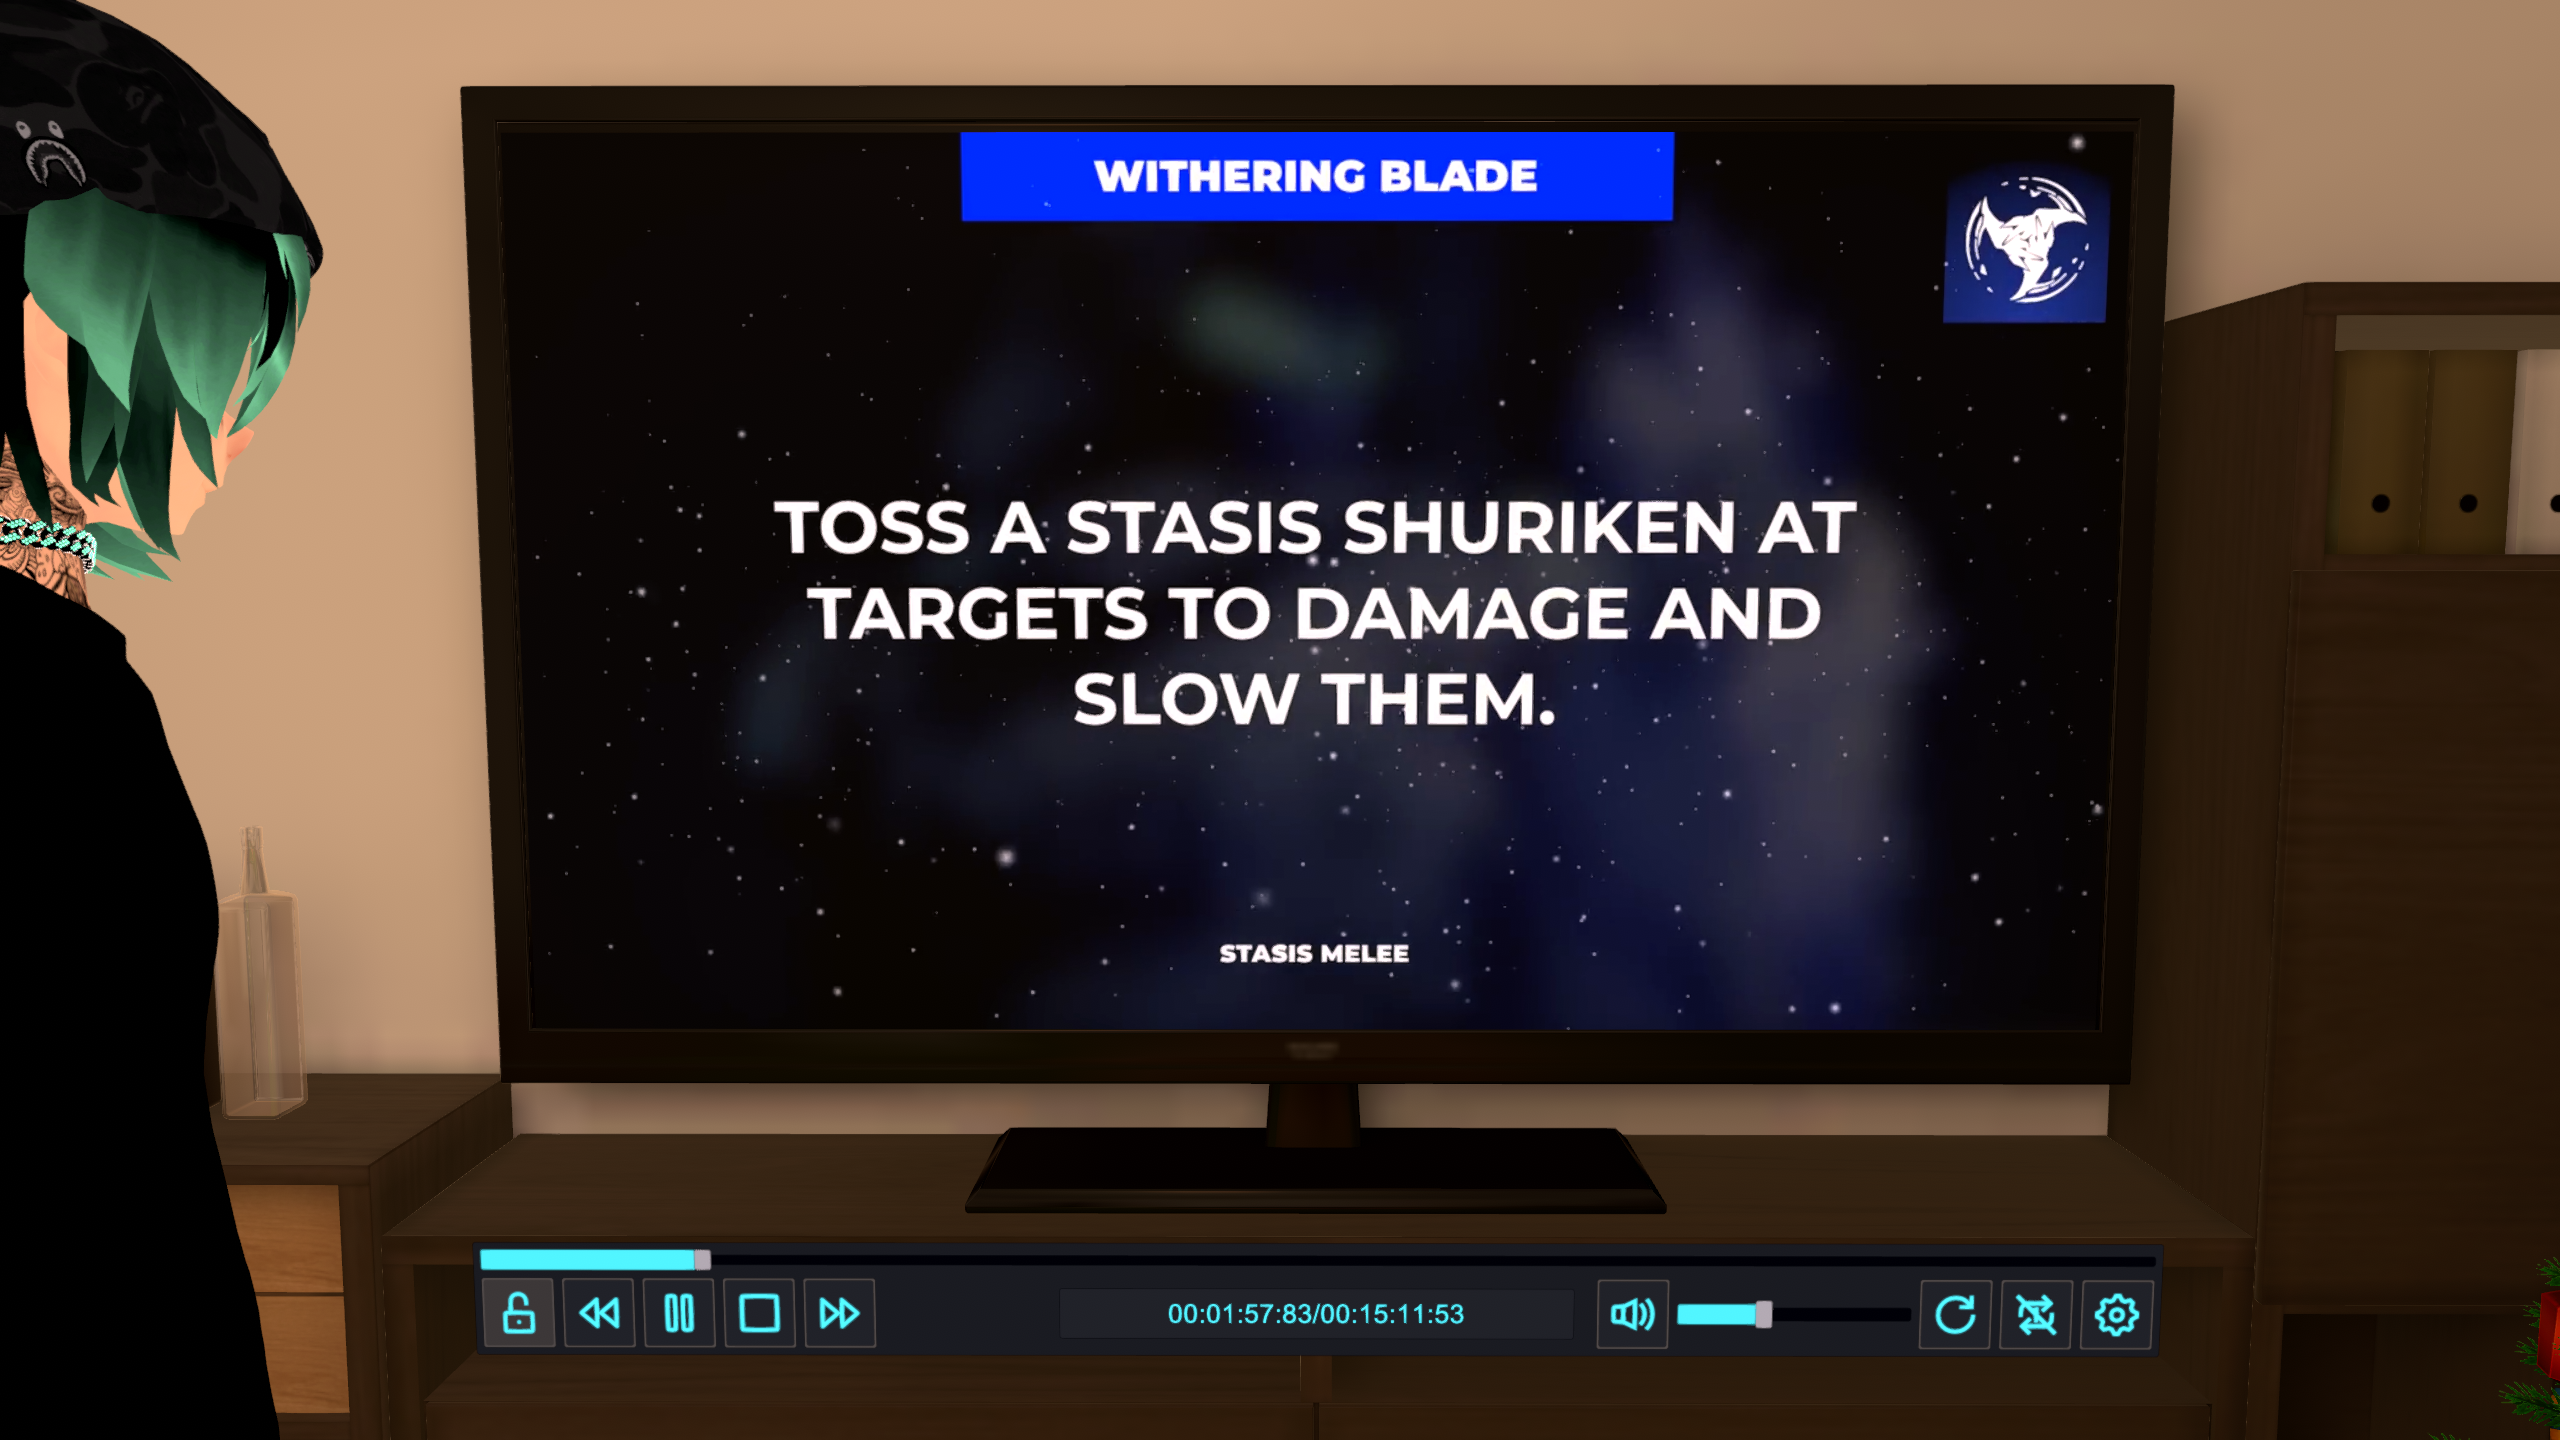 WITHERING BLADE
TOSS A STASIS SHURIKEN AT
TARGETS TO DAMAGE AND
SLOW THEM.
STASIS MELEE
00:01:57:83/00:15:11:53